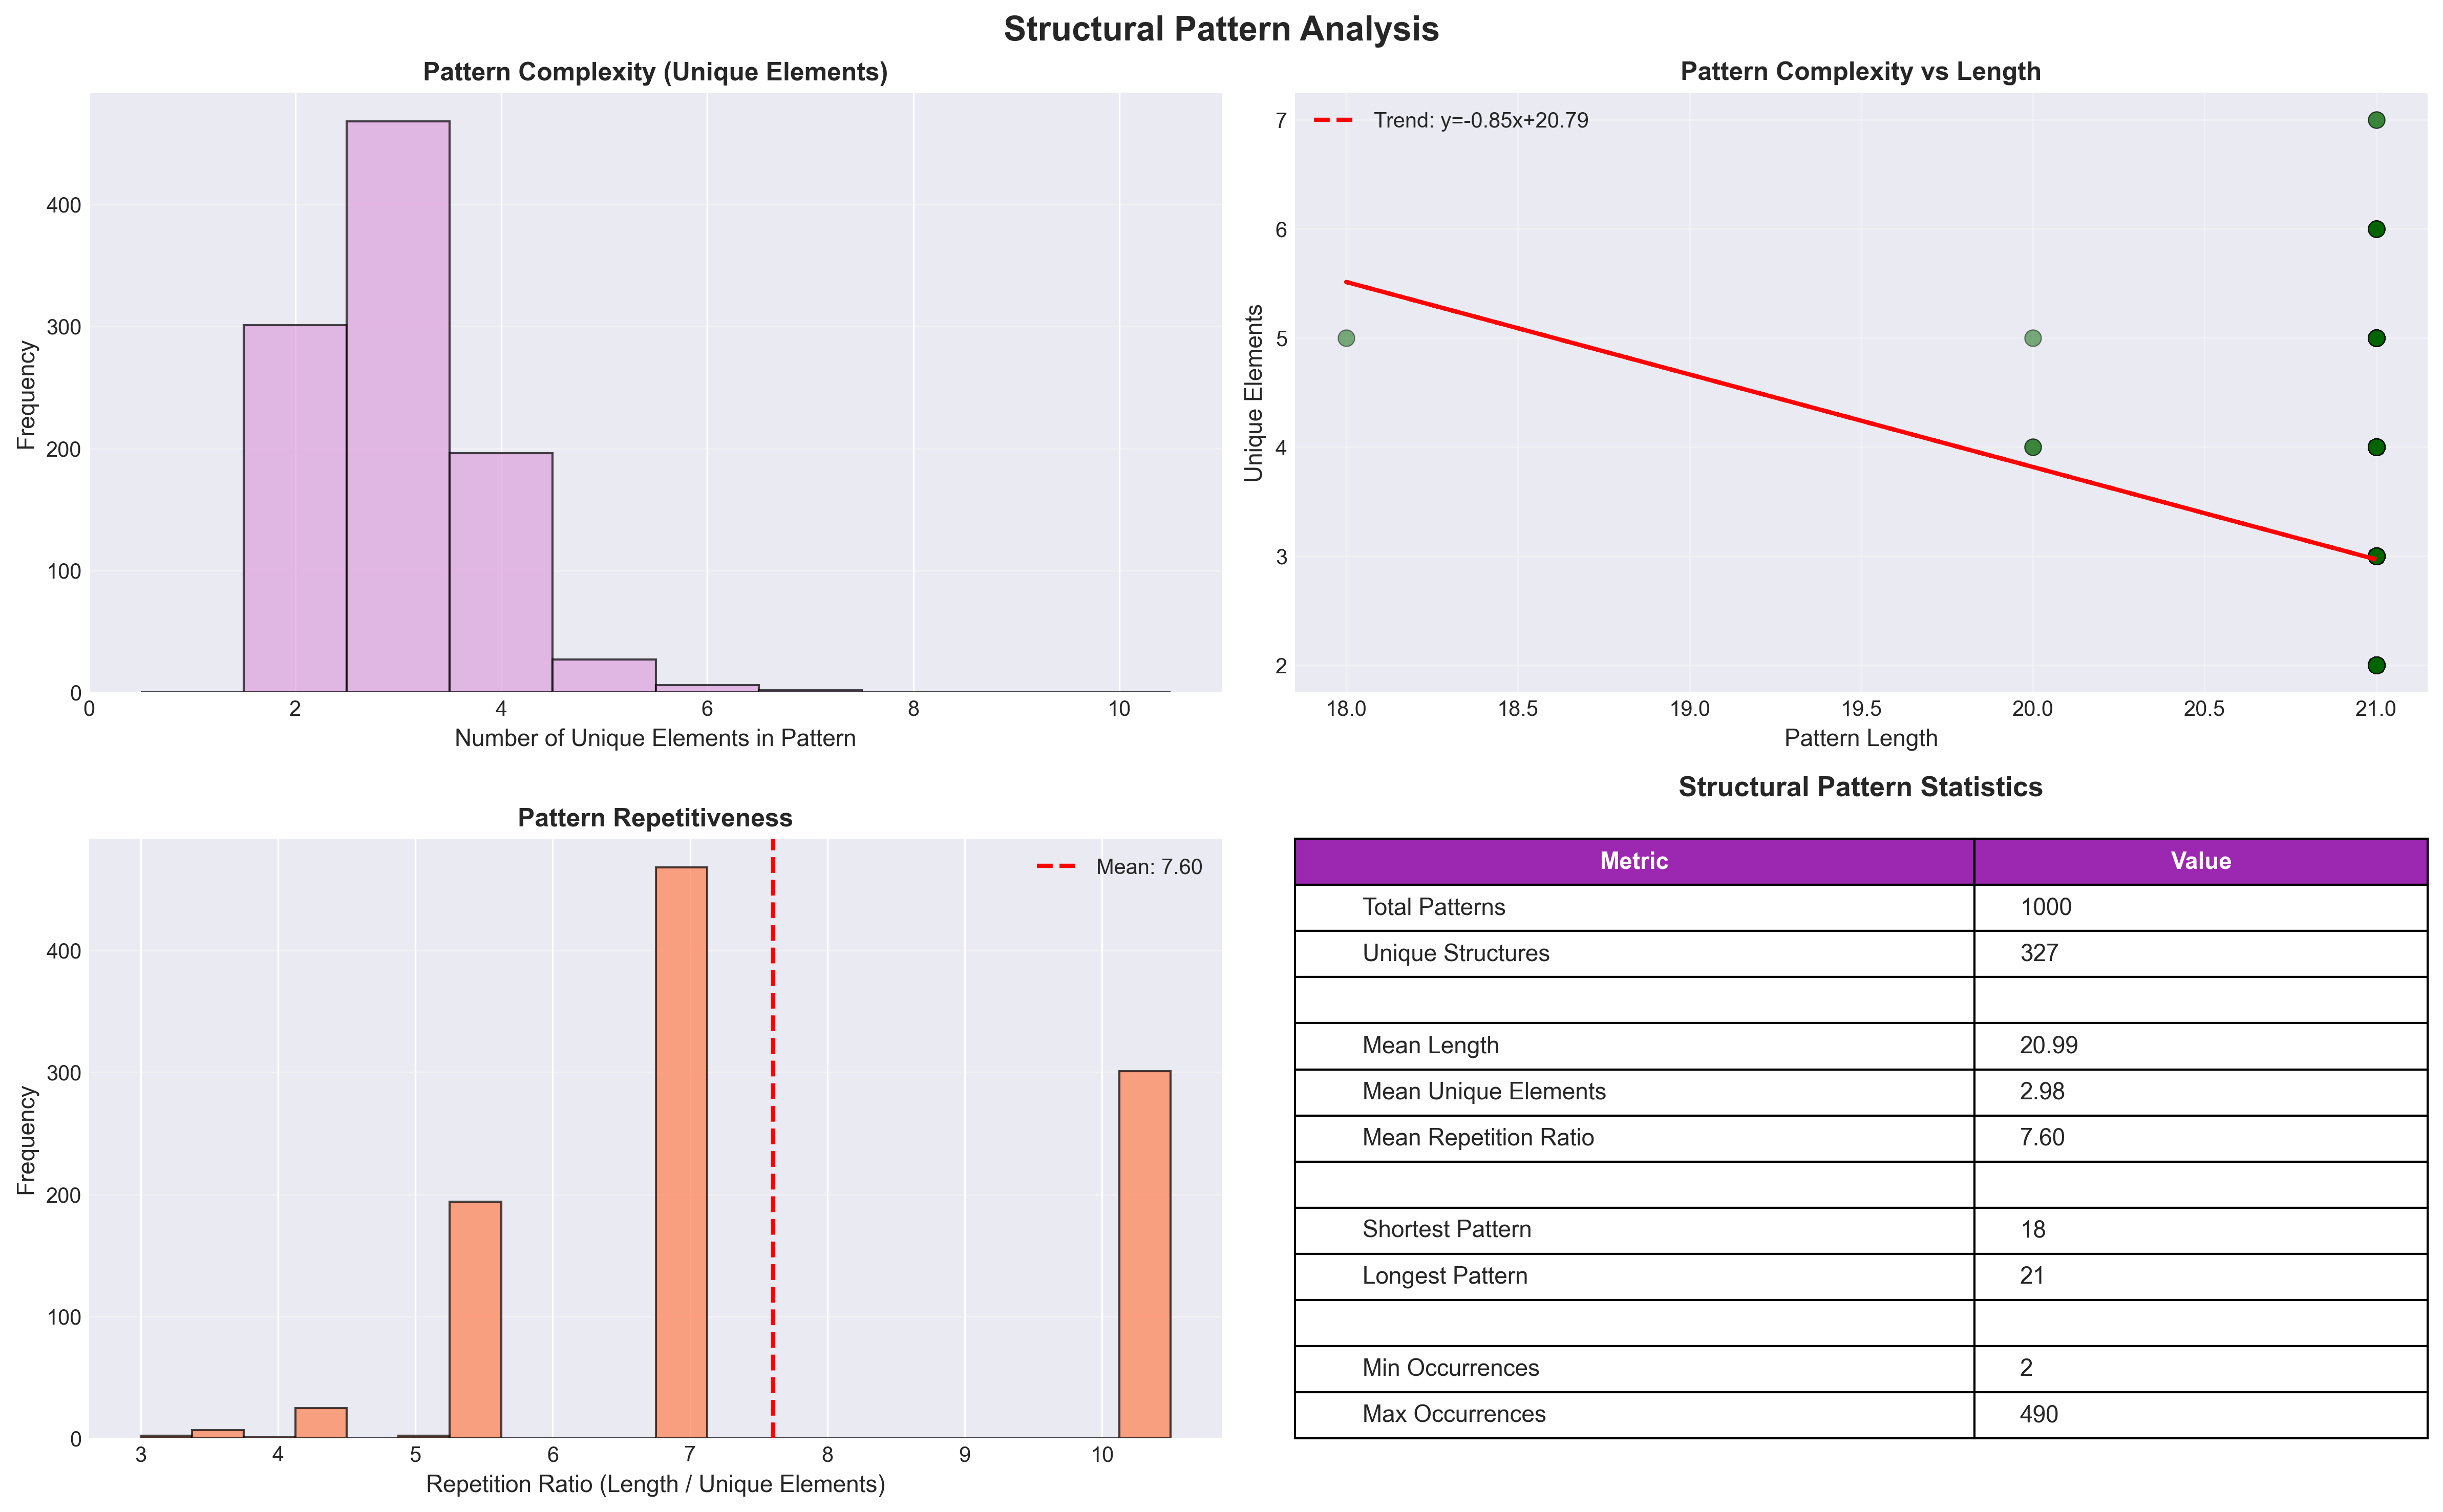 Structural Pattern Analysis
Pattern Complexity (Unique Elements)
Frequency
400
300
200
100
0
0 2 4 6 8 10
Number of Unique Elements in Pattern
Pattern Complexity vs Length
Trend: y=-0.85x+20.79
Unique Elements
7
6
5
4
3
2
18.0 18.5 19.0 19.5 20.0 20.5 21.0
Pattern Length
Pattern Repetitiveness
Mean: 7.60
Frequency
400
300
200
100
0
3 4 5 6 7 8 9 10
Repetition Ratio (Length / Unique Elements)
Structural Pattern Statistics
Metric Value
Total Patterns 1000
Unique Structures 327
Mean Length 20.99
Mean Unique Elements 2.98
Mean Repetition Ratio 7.60
Shortest Pattern 18
Longest Pattern 21
Min Occurrences 2
Max Occurrences 490